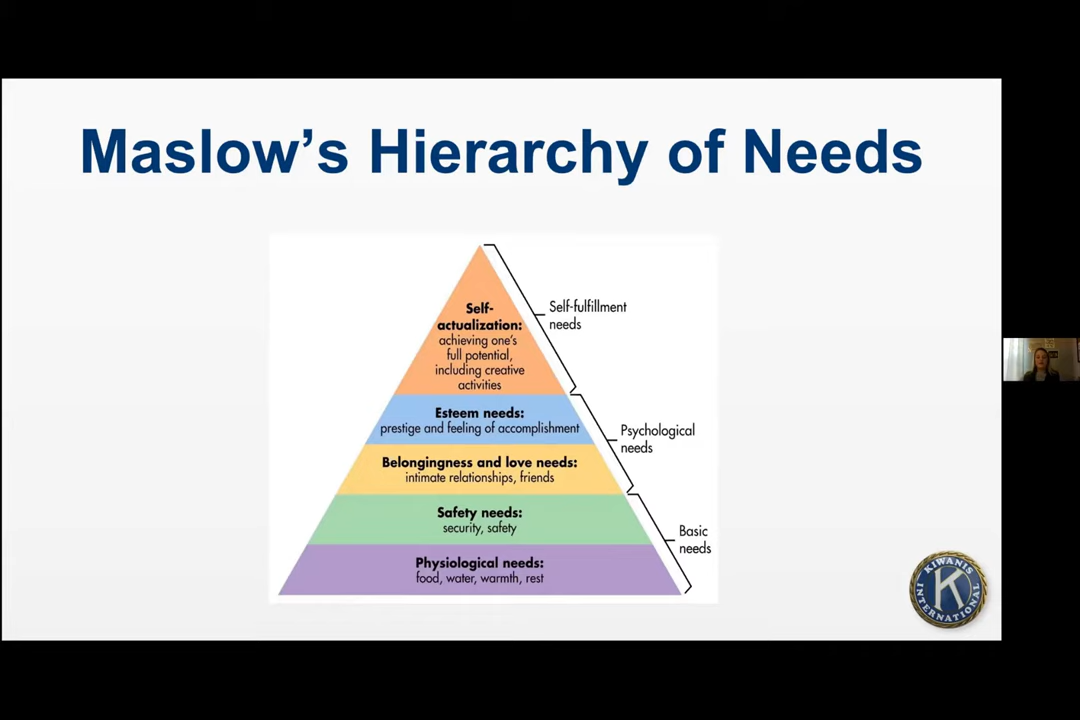 Maslow's Hierarchy of Needs
Self-
actualization:
achieving one's
full potential,
including creative
activities
Self-fulfillment
needs
Esteem needs:
prestige and feeling of accomplishment
Psychological
needs
Belongingness and love needs:
intimate relationships, friends
Safety needs:
security, safety
Basic
needs
Physiological needs:
food, water, warmth, rest
KIWANIS
K
INTERNATIONAL